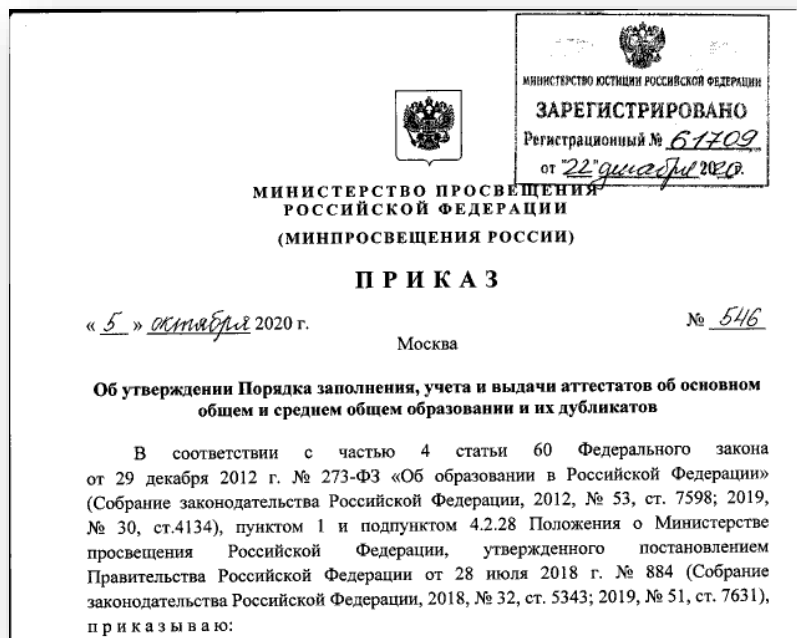 МИНИСТЕРСТВО ЮСТИЦИИ РОССИЙСКОЙ ФЕДЕРАЦИИ
ЗАРЕГИСТРИРОВАНО
Регистрационный № 61709
от "22" декабря 2020.
МИНИСТЕРСТВО ПРОСВЕЩЕНИЯ
РОССИЙСКОЙ ФЕДЕРАЦИИ
(МИНПРОСВЕЩЕНИЯ РОССИИ)
ПРИКАЗ
« 5 » октября 2020 г.
№ 546
Москва
Об утверждении Порядка заполнения, учета и выдачи аттестатов об основном
общем и среднем общем образовании и их дубликатов
В соответствии с частью 4 статьи 60 Федерального закона
от 29 декабря 2012 г. № 273-ФЗ «Об образовании в Российской Федерации»
(Собрание законодательства Российской Федерации, 2012, № 53, ст. 7598; 2019,
№ 30, ст.4134), пунктом 1 и подпунктом 4.2.28 Положения о Министерстве
просвещения Российской Федерации, утвержденного постановлением
Правительства Российской Федерации от 28 июля 2018 г. № 884 (Собрание
законодательства Российской Федерации, 2018, № 32, ст. 5343; 2019, № 51, ст. 7631),
приказываю: